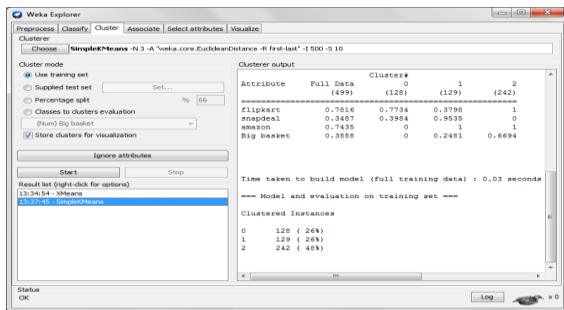 Weka Explorer
Preprocess Classify Cluster Associate Select attributes Visualize
Clusterer
Choose SimpleKMeans -N 3 -A "weka.core.EuclideanDistance -R first-last" -I 500 -S 10
Cluster mode
Use training set
Supplied test set Set...
Percentage split % 66
Classes to clusters evaluation
(Num) Big basket
Store clusters for visualization
Ignore attributes
Start Stop
Result list (right-click for options)
13:34:54 - XMeans
13:37:45 - SimpleKMeans
Clusterer output
Cluster#
Attribute Full Data 0 1 2
(499) (128) (129) (242)
==================================================================
flipkart 0.7816 0.7734 0.3798 1
snapdeal 0.3487 0.3984 0.9535 0
amazon 0.7435 0 1 1
Big basket 0.3888 0 0.2481 0.6694
Time taken to build model (full training data) : 0.03 seconds
=== Model and evaluation on training set ===
Clustered Instances
0 128 ( 26%)
1 129 ( 26%)
2 242 ( 48%)
Status
OK
Log
x 0